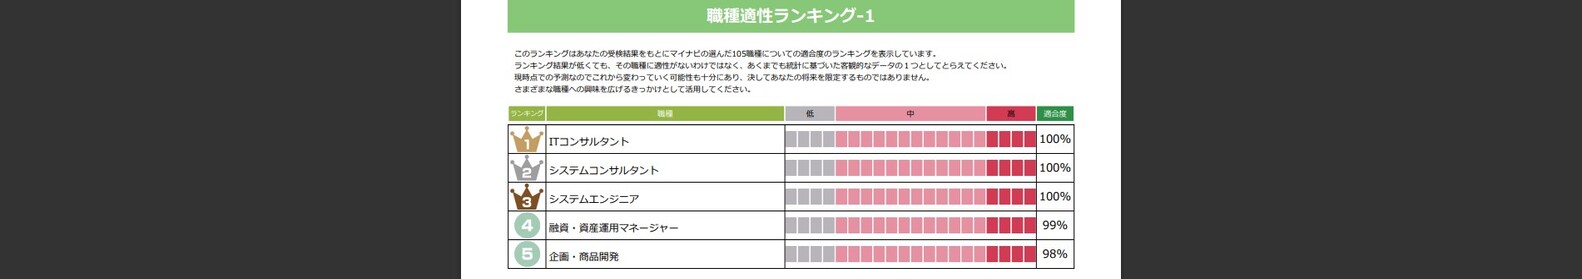 職種適性ランキング-1
このランキングはあなたの受検結果をもとにマイナビの選んだ105職種についての適合度のランキングを表示しています。
ランキング結果が低くても、その職種に適性がないわけではなく、あくまでも統計に基づいた客観的なデータの１つとしてとらえてください。
現時点での予測なのでこれから変わっていく可能性も十分にあり、決してあなたの将来を限定するものではありません。
さまざまな職種への興味を広げるきっかけとして活用してください。
ランキング 職種 低 中 高 適合度
1 ITコンサルタント 100%
2 システムコンサルタント 100%
3 システムエンジニア 100%
4 融資・資産運用マネージャー 99%
5 企画・商品開発 98%